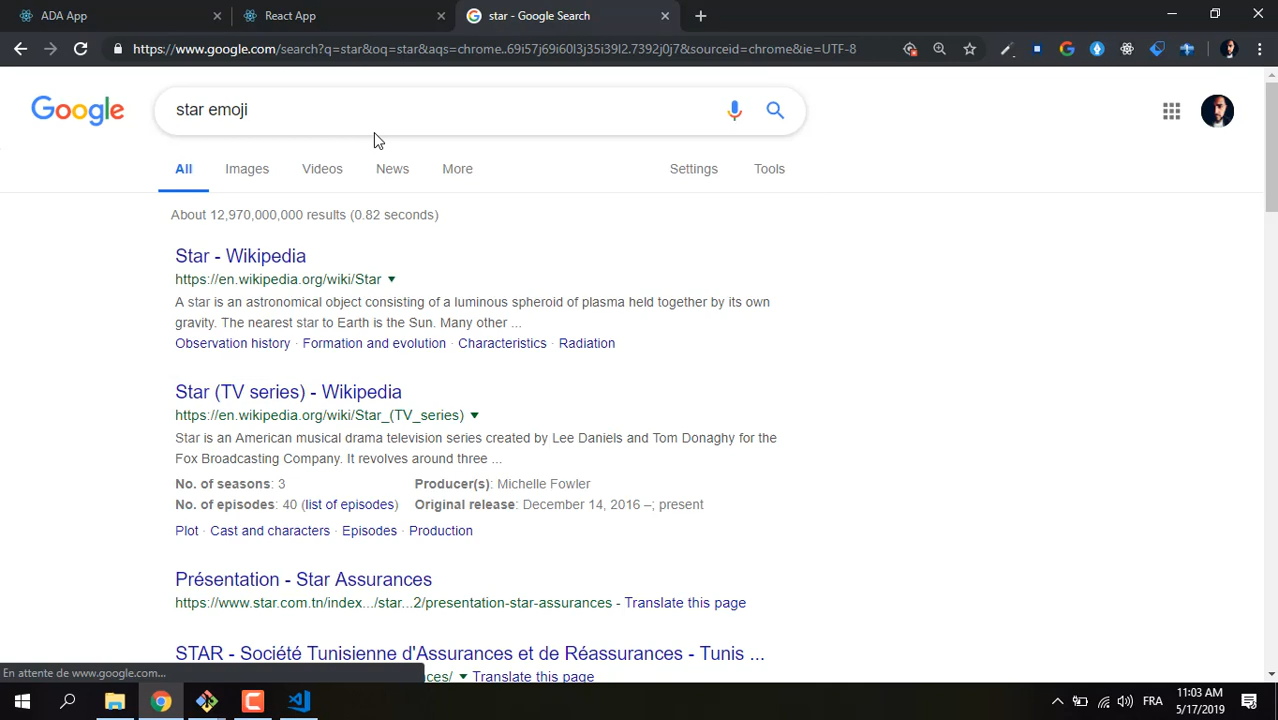 ADA App
React App
star - Google Search
https://www.google.com/search?q=star&oq=star&aqs=chrome..69i57j69i60l3j35i39l2.7392j0j7&sourceid=chrome&ie=UTF-8
Google
star emoji
All
Images
Videos
News
More
Settings
Tools
About 12,970,000,000 results (0.82 seconds)
Star - Wikipedia
https://en.wikipedia.org/wiki/Star
A star is an astronomical object consisting of a luminous spheroid of plasma held together by its own
gravity. The nearest star to Earth is the Sun. Many other ...
Observation history · Formation and evolution · Characteristics · Radiation
Star (TV series) - Wikipedia
https://en.wikipedia.org/wiki/Star_(TV_series)
Star is an American musical drama television series created by Lee Daniels and Tom Donaghy for the
Fox Broadcasting Company. It revolves around three ...
No. of seasons: 3 Producer(s): Michelle Fowler
No. of episodes: 40 (list of episodes) Original release: December 14, 2016 –; present
Plot · Cast and characters · Episodes · Production
Présentation - Star Assurances
https://www.star.com.tn/index.../star...2/presentation-star-assurances - Translate this page
STAR - Société Tunisienne d'Assurances et de Réassurances - Tunis ...
ces/ Translate this page
En attente de www.google.com...
FRA
11:03 AM
5/17/2019